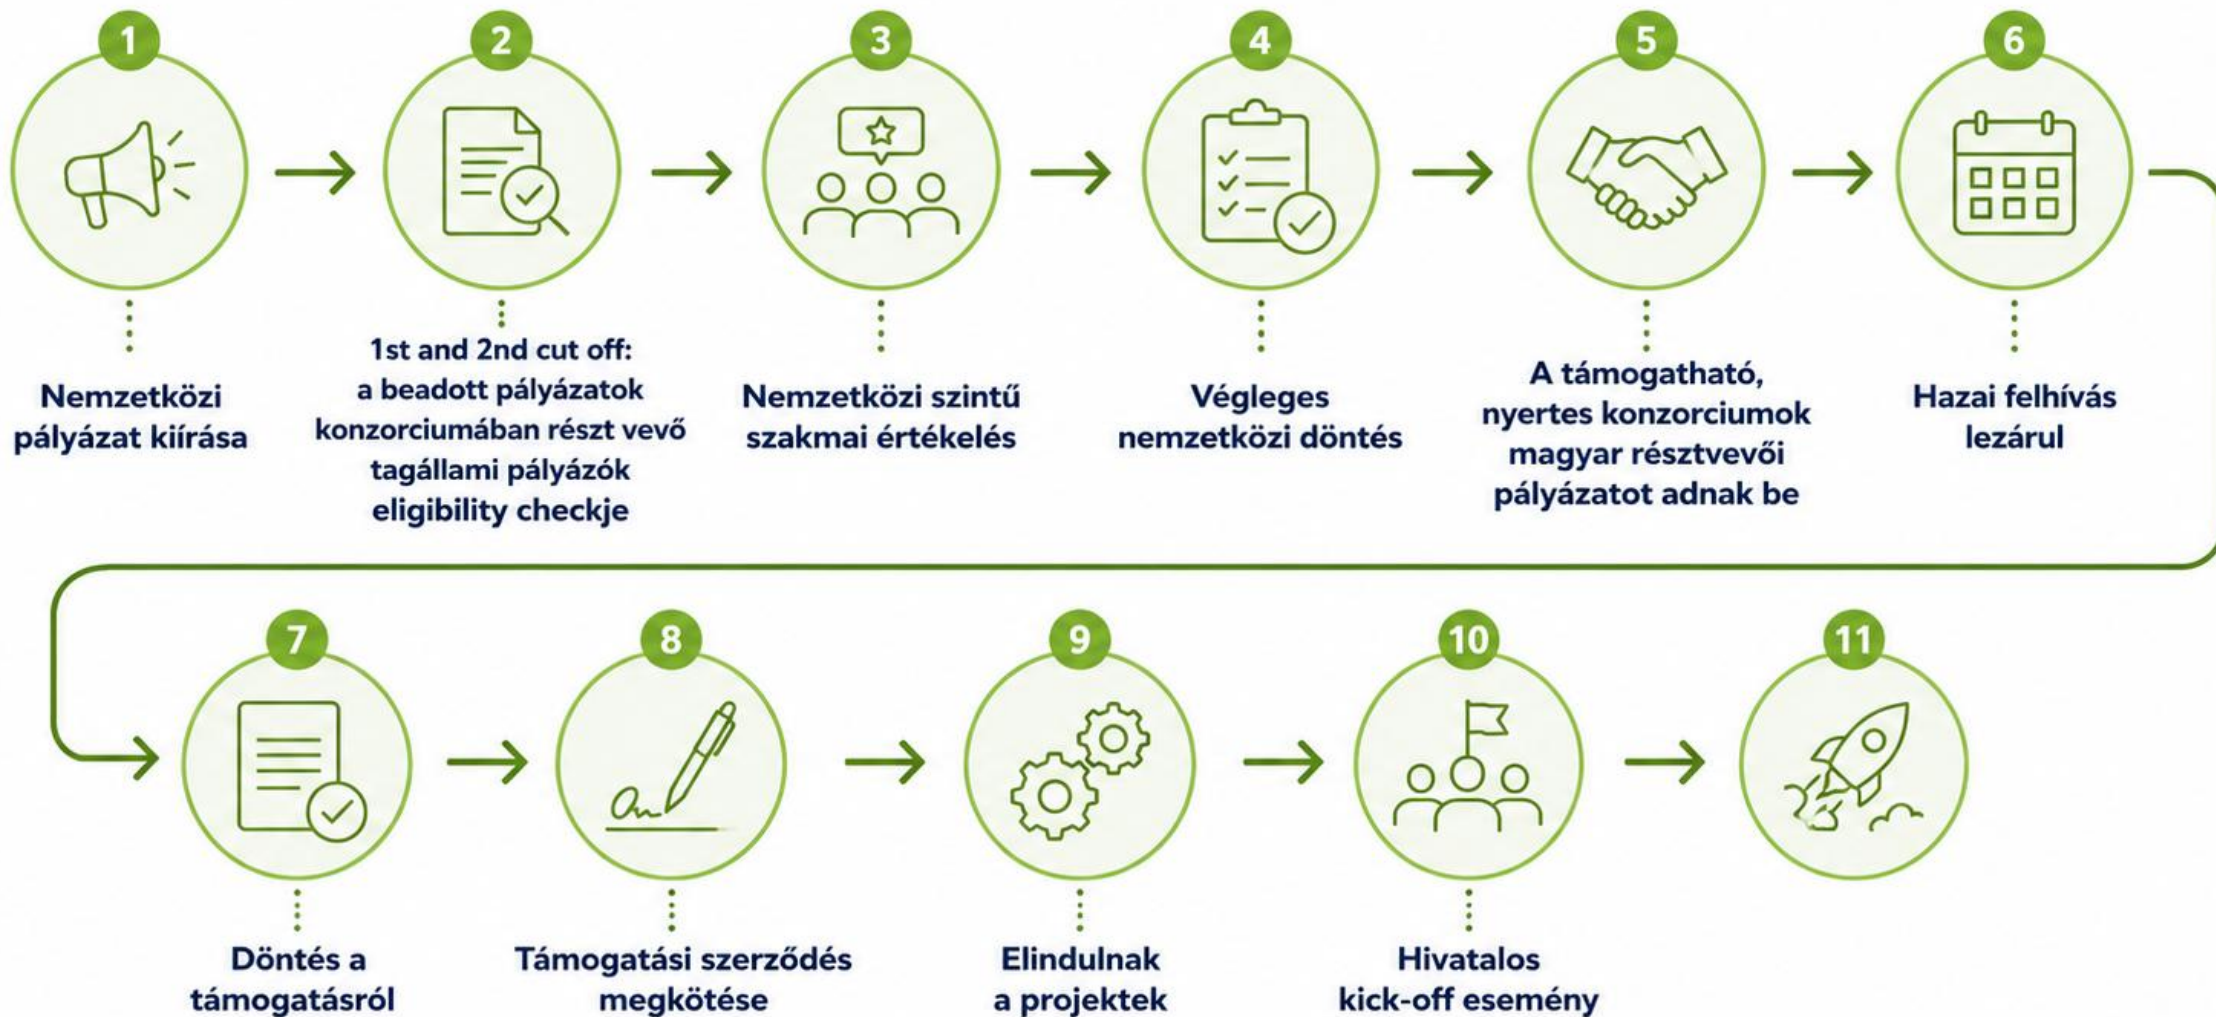 1
2
3
4
5
6
Nemzetközi
pályázat kiírása
1st and 2nd cut off:
a beadott pályázatok
konzorciumában részt vevő
tagállami pályázók
eligibility checkje
Nemzetközi szintű
szakmai értékelés
Végleges
nemzetközi döntés
A támogatható,
nyertes konzorciumok
magyar résztvevői
pályázatot adnak be
Hazai felhívás
lezárul
7
8
9
10
11
Döntés a
támogatásról
Támogatási szerződés
megkötése
Elindulnak
a projektek
Hivatalos
kick-off esemény